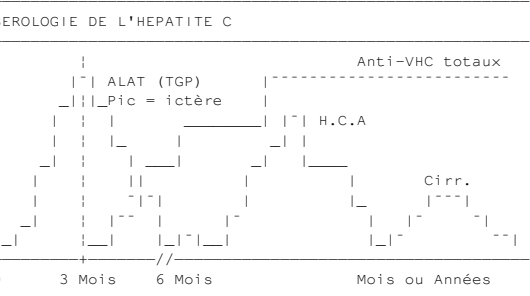 EROLOGIE DE L'HEPATITE C
Anti-VHC totaux
ALAT (TGP)
Pic = ictère
H.C.A
Cirr.
3 Mois 6 Mois Mois ou Années